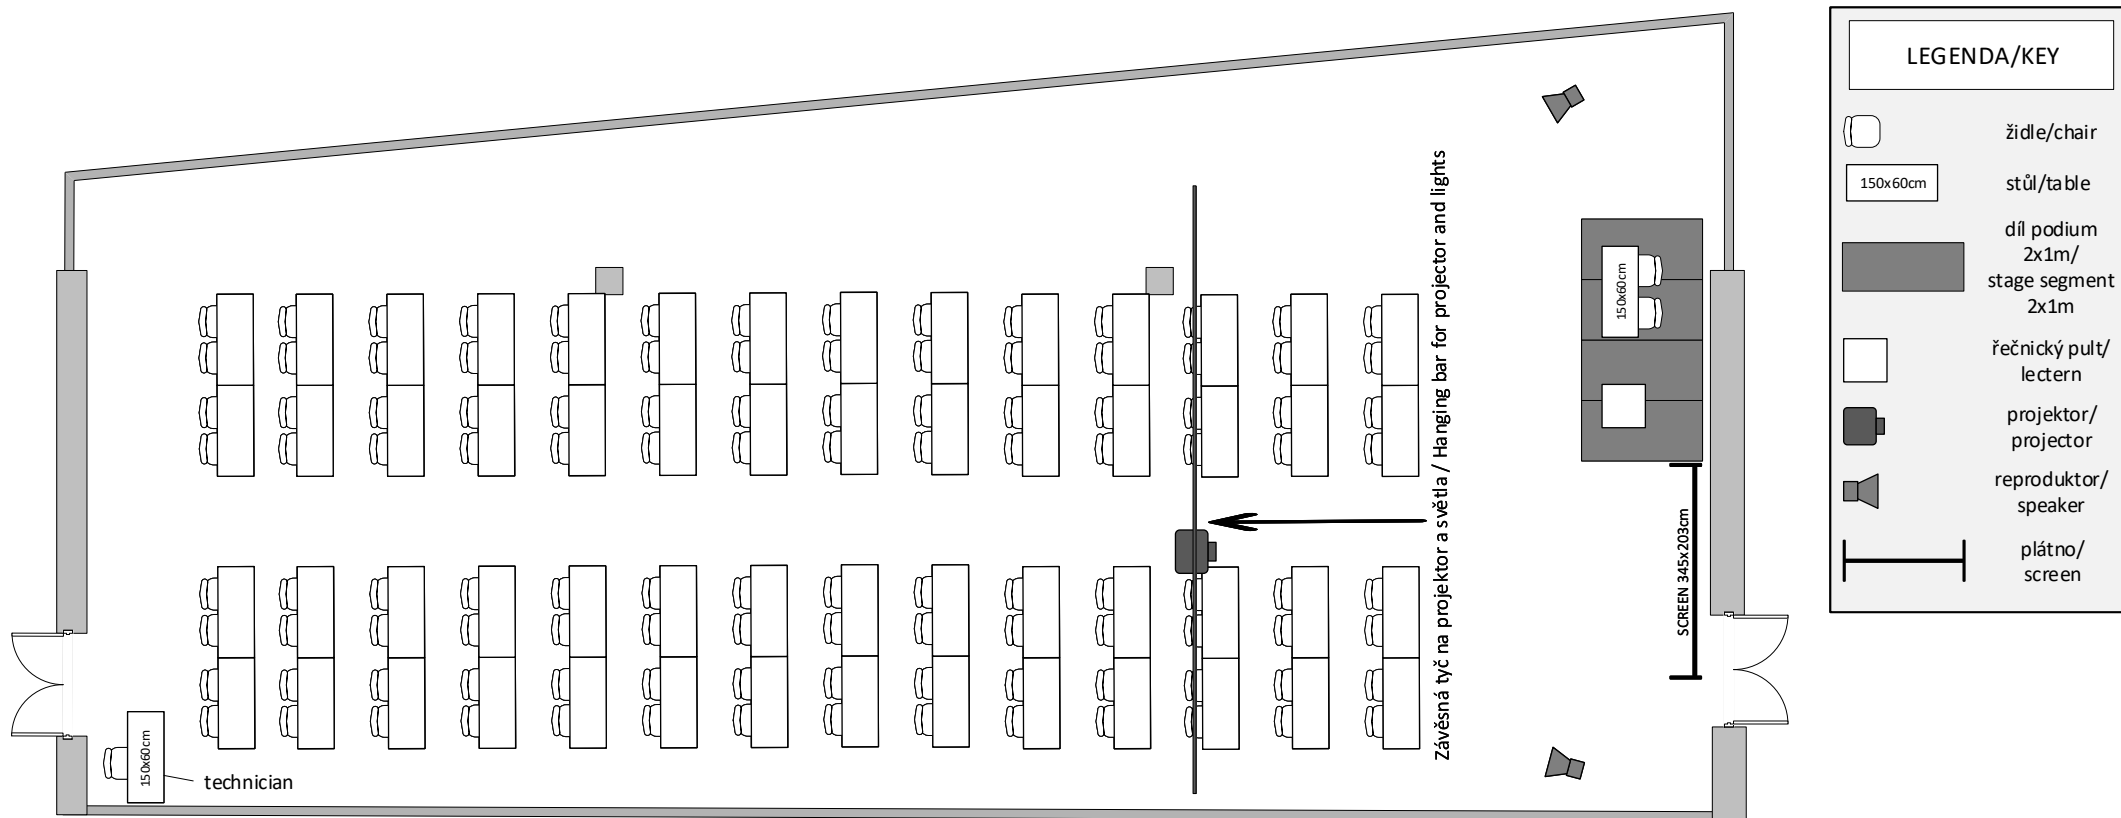 Závěsná tyč na projektor a světla / Hanging bar for projector and lights
150x60cm
SCREEN 345x203cm
150x60cm
technician
LEGENDA/KEY
židle/chair
150x60cm
stůl/table
díl podium
2x1m/
stage segment
2x1m
řečnický pult/
lectern
projektor/
projector
reproduktor/
speaker
plátno/
screen